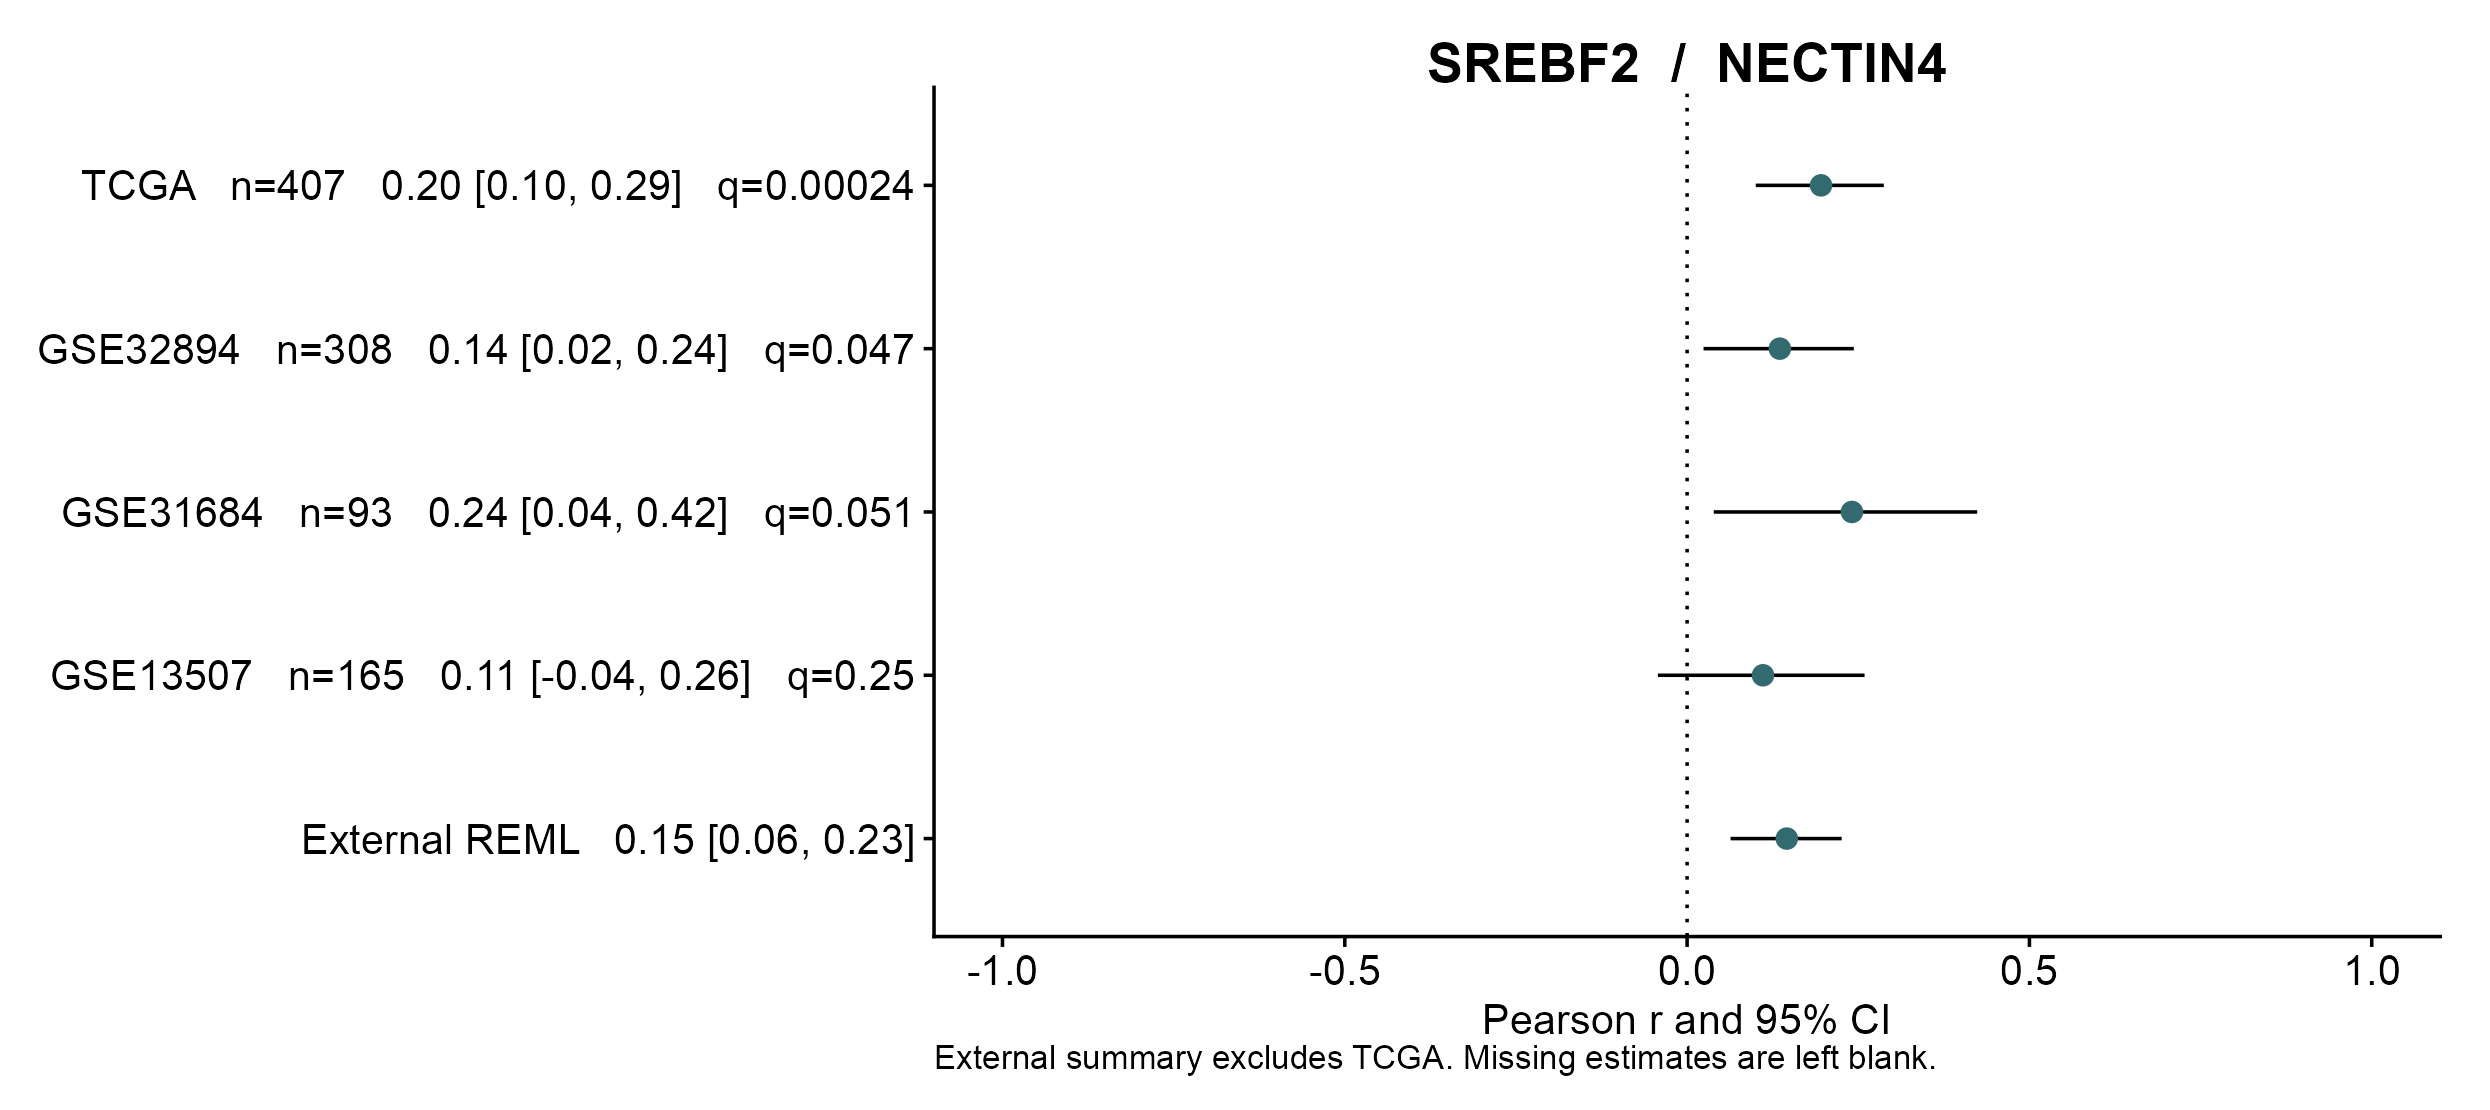 SREBF2 / NECTIN4
TCGA n=407 0.20 [0.10, 0.29] q=0.00024
GSE32894 n=308 0.14 [0.02, 0.24] q=0.047
GSE31684 n=93 0.24 [0.04, 0.42] q=0.051
GSE13507 n=165 0.11 [-0.04, 0.26] q=0.25
External REML 0.15 [0.06, 0.23]
-1.0 -0.5 0.0 0.5 1.0
Pearson r and 95% CI
External summary excludes TCGA. Missing estimates are left blank.